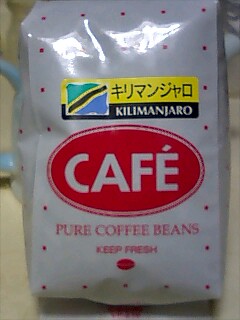 キリマンジャロ
KILIMANJARO
CAFÉ
PURE COFFEE BEANS
KEEP FRESH